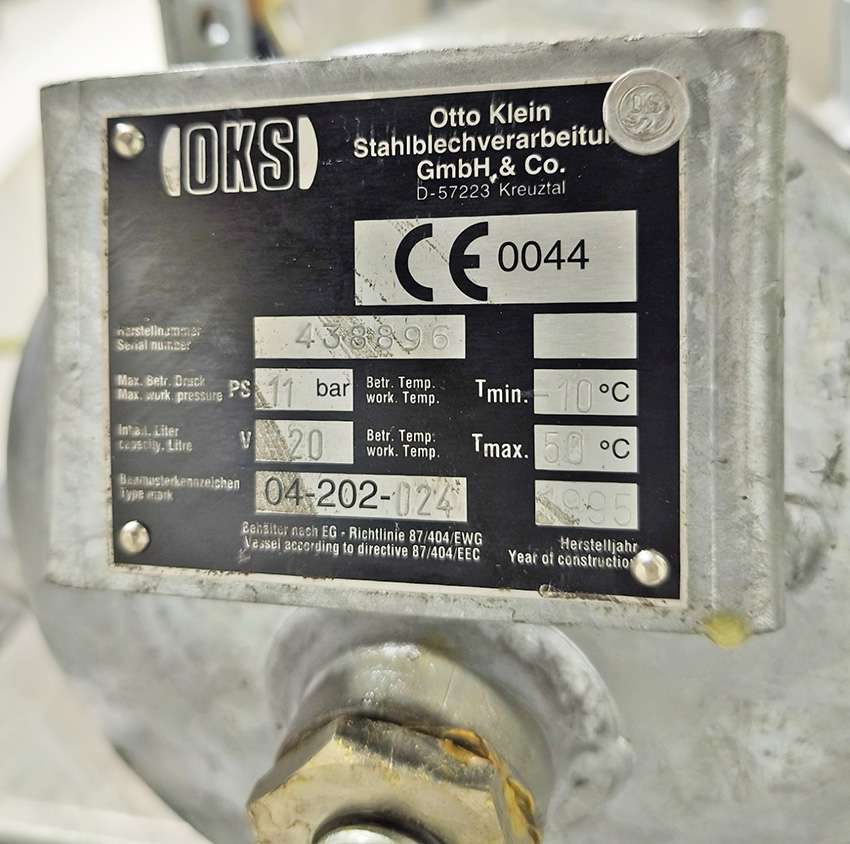 OKS
Otto Klein
Stahlblechverarbeitun
GmbH & Co.
D-57223 Kreuztal
CE 0044
Herstellnummer
Serial number
438896
Max. Betr. Druck
Max. work. pressure
PS 11 bar
Betr. Temp.
work. Temp.
Tmin. -10 °C
Inhalt. Liter
capacity. Litre
V 20
Betr. Temp.
work. Temp.
Tmax. 50 °C
Baumusterkennzeichen
Type mark
04-202-024
1995
Behälter nach EG - Richtlinie 87/404/EWG
Vessel according to directive 87/404/EEC
Herstelljahr
Year of construction